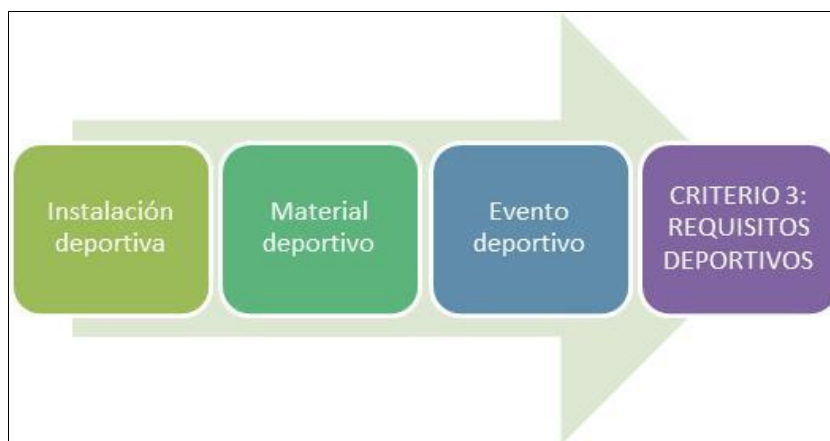 Instalación
deportiva
Material
deportivo
Evento
deportivo
CRITERIO 3:
REQUISITOS
DEPORTIVOS